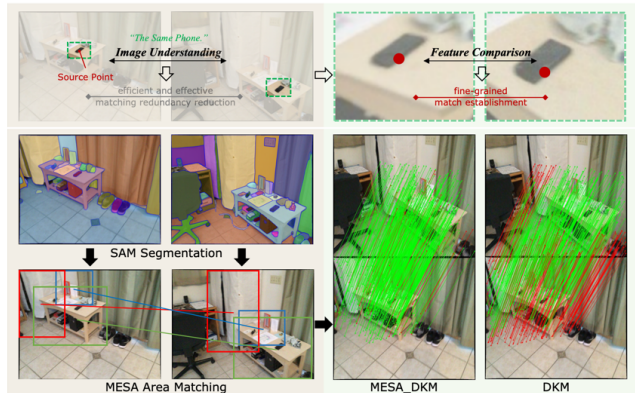 “The Same Phone.”
Image Understanding
Source Point
efficient and effective
matching redundancy reduction
Feature Comparison
fine-grained
match establishment
SAM Segmentation
MESA Area Matching
MESA_DKM
DKM